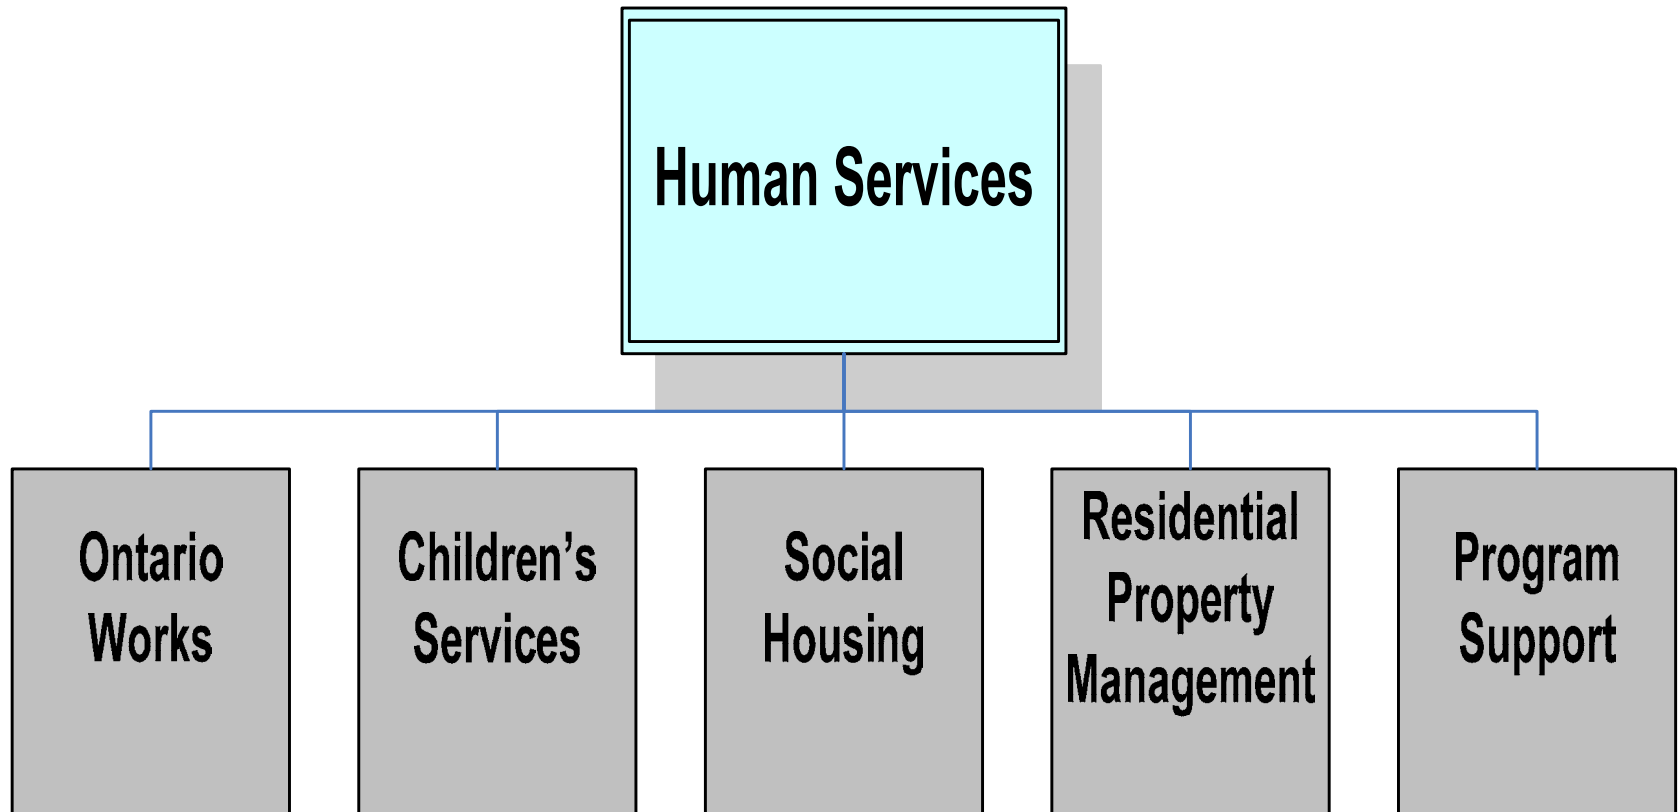 Human Services
Ontario
Works
Children’s
Services
Social
Housing
Residential
Property
Management
Program
Support